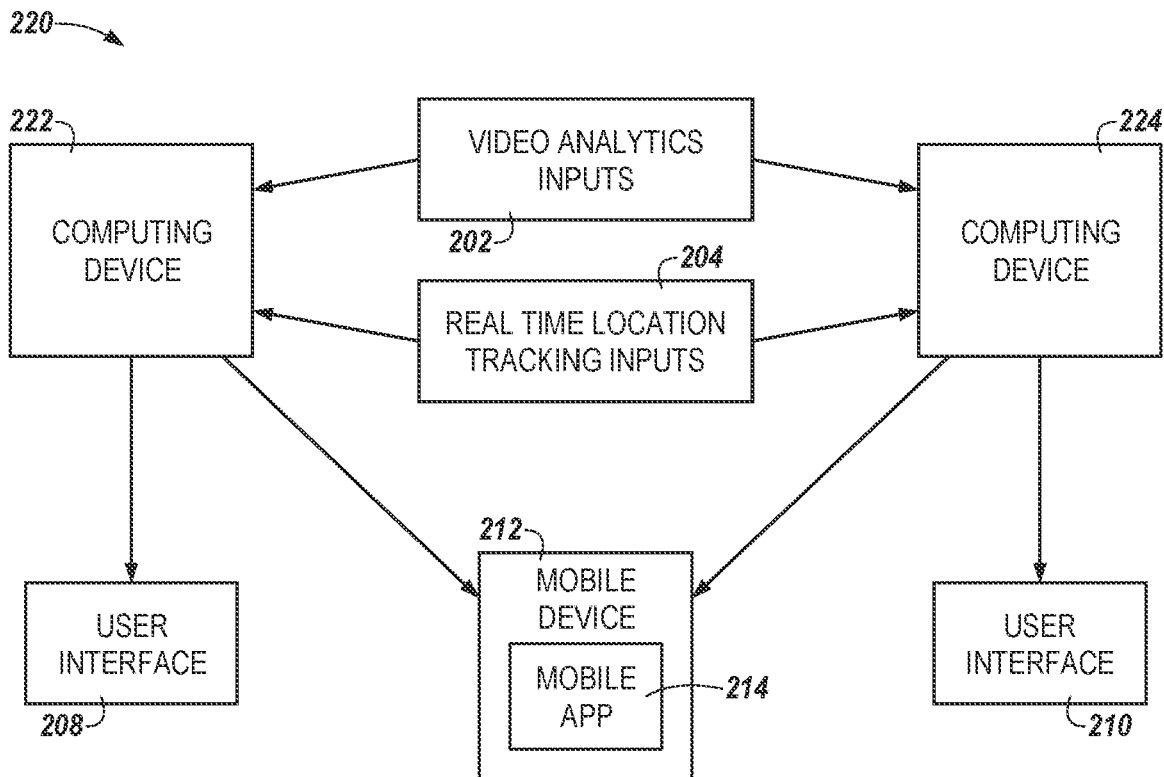 220
222
224
VIDEO ANALYTICS
INPUTS
202
COMPUTING
DEVICE
COMPUTING
DEVICE
204
REAL TIME LOCATION
TRACKING INPUTS
212
MOBILE
DEVICE
MOBILE
APP
214
USER
INTERFACE
208
USER
INTERFACE
210